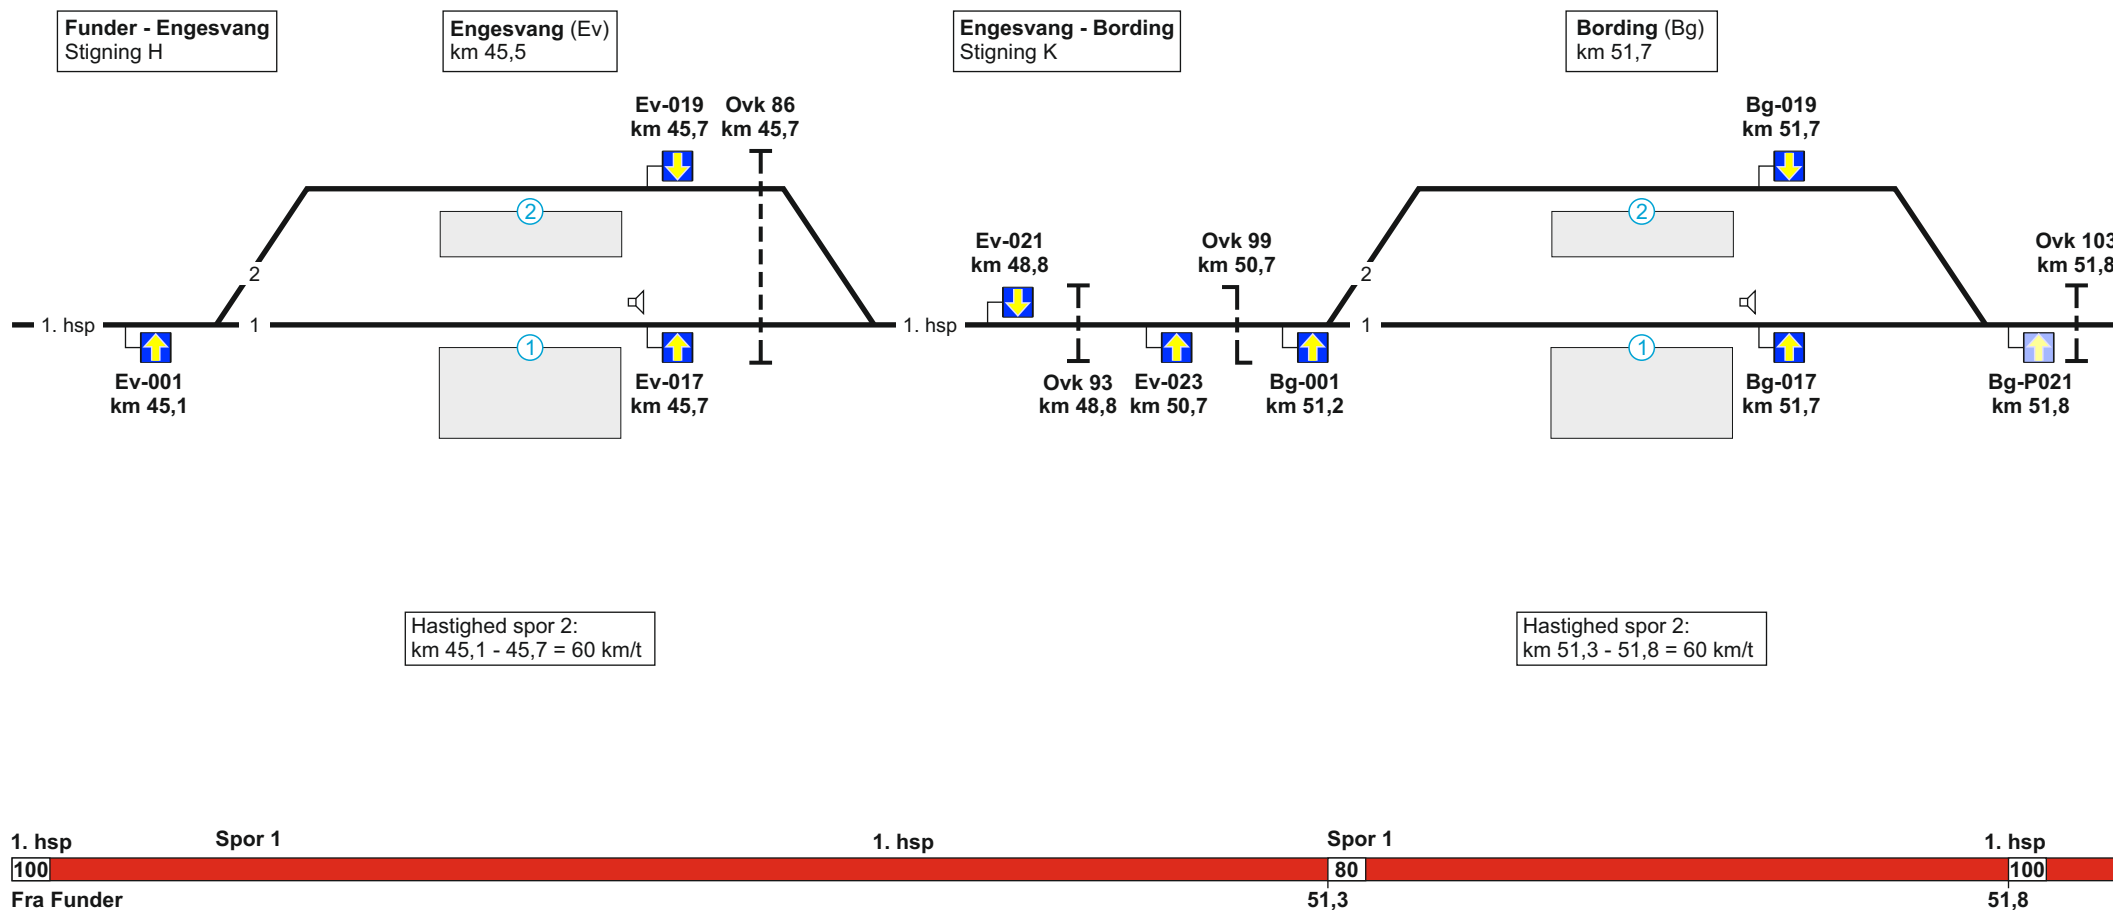 Funder - Engesvang
Stigning H
Engesvang (Ev)
km 45,5
Engesvang - Bording
Stigning K
Bording (Bg)
km 51,7
Ev-019
km 45,7
Ovk 86
km 45,7
Bg-019
km 51,7
2
2
Ev-021
km 48,8
Ovk 99
km 50,7
Ovk 103
km 51,8
2
2
1. hsp
1
1. hsp
1
1
1
Ev-001
km 45,1
Ev-017
km 45,7
Ovk 93
km 48,8
Ev-023
km 50,7
Bg-001
km 51,2
Bg-017
km 51,7
Bg-P021
km 51,8
Hastighed spor 2:
km 45,1 - 45,7 = 60 km/t
Hastighed spor 2:
km 51,3 - 51,8 = 60 km/t
1. hsp
Spor 1
1. hsp
Spor 1
1. hsp
100
80
100
Fra Funder
51,3
51,8